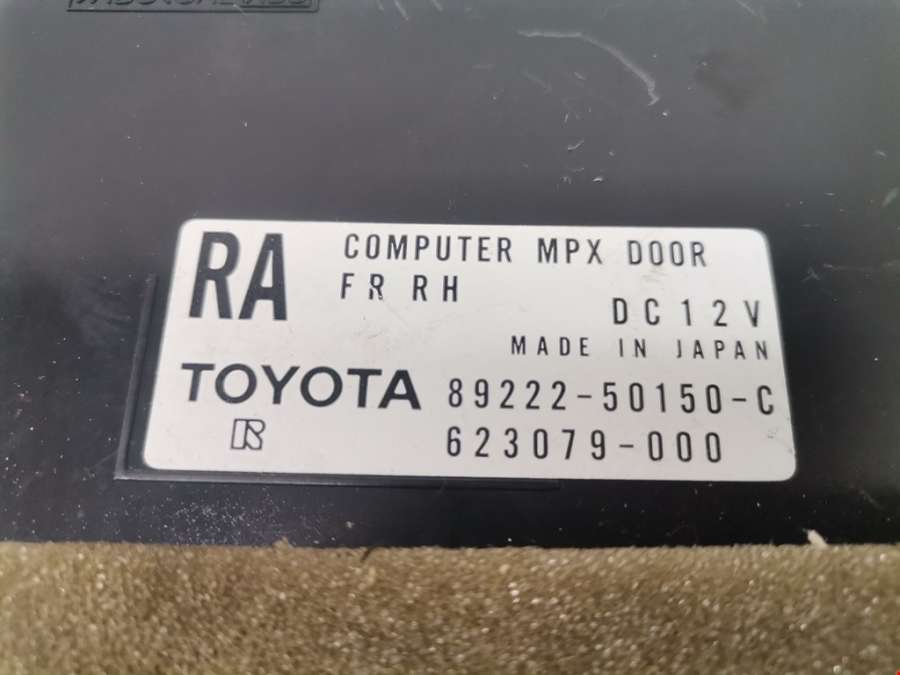 RA COMPUTER MPX DOOR
FR RH
DC12V
MADE IN JAPAN
TOYOTA 89222-50150-C
R 623079-000